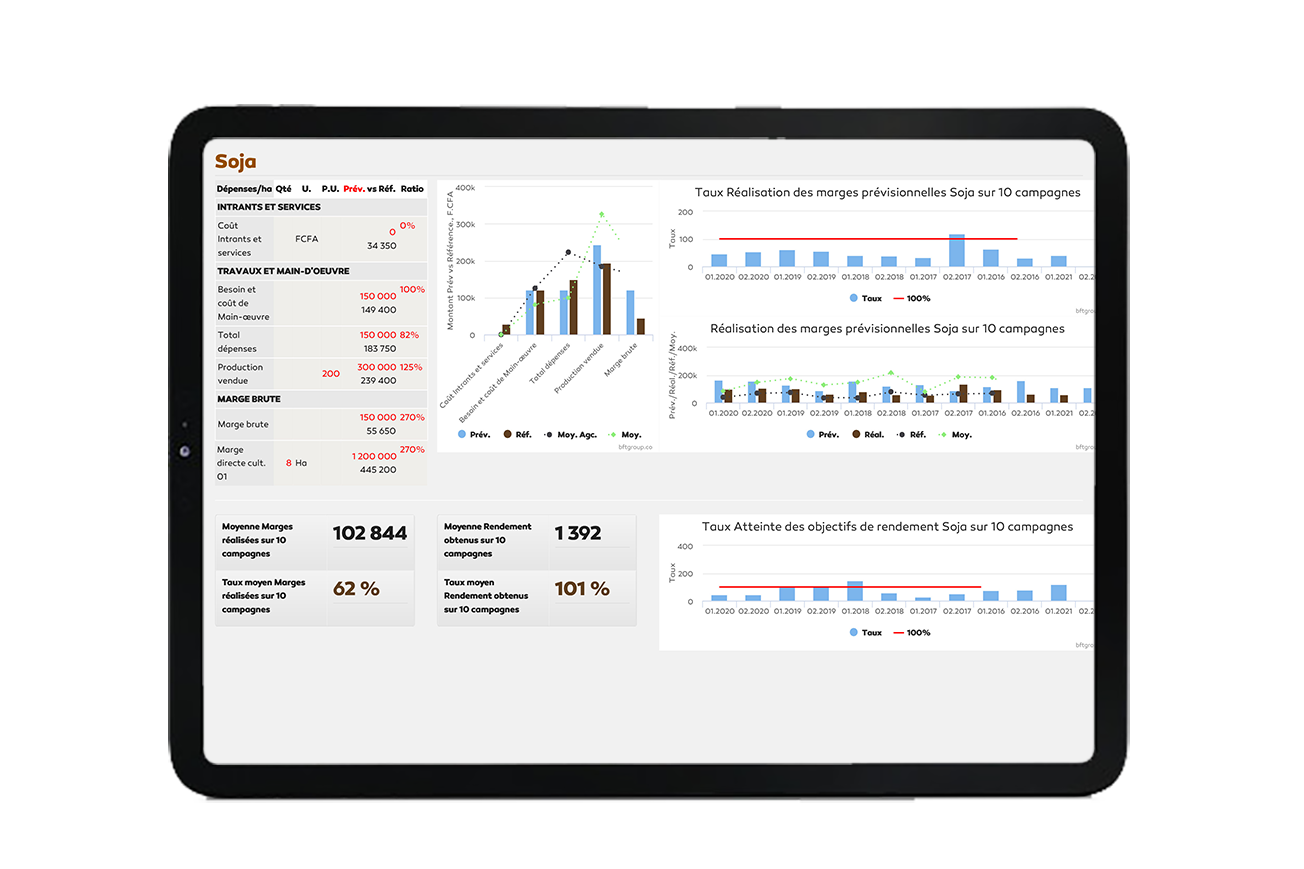 Soja
Dépenses/ha Qté U. P.U. Prév. vs Réf. Ratio
INTRANTS ET SERVICES
Coût
Intrants et
services
FCFA
0
34 350
0%
TRAVAUX ET MAIN-D'OEUVRE
Besoin et
coût de
Main-œuvre
150 000
149 400
100%
Total
dépenses
150 000
183 750
82%
Production
vendue
200
300 000
239 400
125%
MARGE BRUTE
Marge brute
150 000
55 650
270%
Marge
directe cult.
01
8 Ha
1 200 000
445 200
270%
Montant Prév vs Référence., F.CFA
400k
300k
200k
100k
0
Coût Intrants et services
Besoin et coût de Main-œuvre
Total dépenses
Production vendue
Marge brute
Prév. Réf. Moy. Agc. Moy.
bftgroup.co
Taux Réalisation des marges prévisionnelles Soja sur 10 campagnes
Taux
200
100
0
01.2020 02.2020 01.2019 02.2019 01.2018 02.2018 01.2017 02.2017 01.2016 02.2016 01.2021 02.2
Taux 100%
bftgr
Réalisation des marges prévisionnelles Soja sur 10 campagnes
Prév./Réal./Réf./Moy.
400k
200k
0
01.2020 02.2020 01.2019 02.2019 01.2018 02.2018 01.2017 02.2017 01.2016 02.2016 01.2021 02.2
Prév. Réal. Réf. Moy.
bftg
Moyenne Marges
réalisées sur 10
campagnes
102 844
Taux moyen Marges
réalisées sur 10
campagnes
62 %
Moyenne Rendement
obtenus sur 10
campagnes
1 392
Taux moyen
Rendement obtenus
sur 10 campagnes
101 %
Taux Atteinte des objectifs de rendement Soja sur 10 campagnes
Taux
400
200
0
01.2020 02.2020 01.2019 02.2019 01.2018 02.2018 01.2017 02.2017 01.2016 02.2016 01.2021 02.2
Taux 100%
bftgr